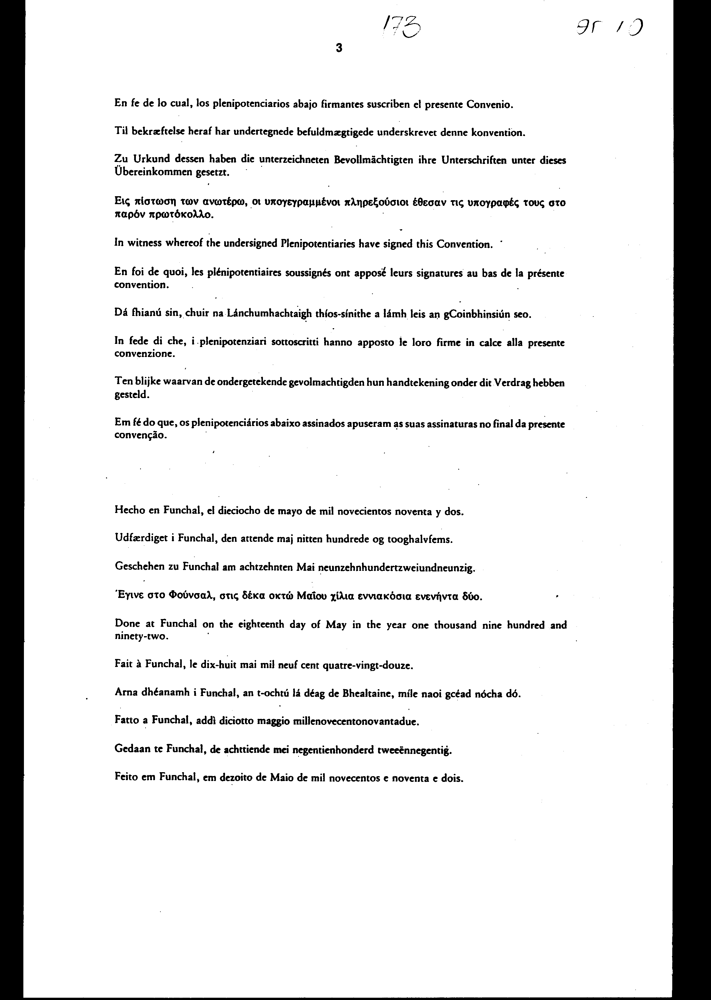 173
3
En fe de lo cual, los plenipotenciarios abajo firmantes suscriben el presente Convenio.
Til bekræftelse heraf har undertegnede befuldmægtigede underskrevet denne konvention.
Zu Urkund dessen haben die unterzeichneten Bevollmächtigten ihre Unterschriften unter dieses
Übereinkommen gesetzt.
Εις πίστωση των ανωτέρω, οι υπογεγραμμένοι πληρεξούσιοι έθεσαν τις υπογραφές τους στο
παρόν πρωτόκολλο.
In witness whereof the undersigned Plenipotentiaries have signed this Convention.
En foi de quoi, les plénipotentiaires soussignés ont apposé leurs signatures au bas de la présente
convention.
Dá fhianú sin, chuir na Lánchumhachtaigh thíos-sínithe a lámh leis an gCoinbhinsiún seo.
In fede di che, i plenipotenziari sottoscritti hanno apposto le loro firme in calce alla presente
convenzione.
Ten blijke waarvan de ondergetekende gevolmachtigden hun handtekening onder dit Verdrag hebben
gesteld.
Em fé do que, os plenipotenciários abaixo assinados apuseram as suas assinaturas no final da presente
convenção.
Hecho en Funchal, el dieciocho de mayo de mil novecientos noventa y dos.
Udfærdiget i Funchal, den attende maj nitten hundrede og tooghalvfems.
Geschehen zu Funchal am achtzehnten Mai neunzehnhundertzweiundneunzig.
Έγινε στο Φούνσαλ, στις δέκα οκτώ Μαΐου χίλια εννιακόσια ενενήντα δύο.
Done at Funchal on the eighteenth day of May in the year one thousand nine hundred and
ninety-two.
Fait à Funchal, le dix-huit mai mil neuf cent quatre-vingt-douze.
Arna dhéanamh i Funchal, an t-ochtú lá déag de Bhealtaine, míle naoi gcéad nócha dó.
Fatto a Funchal, addì diciotto maggio millenovecentonovantadue.
Gedaan te Funchal, de achttiende mei negentienhonderd tweeënnegentig.
Feito em Funchal, em dezoito de Maio de mil novecentos e noventa e dois.